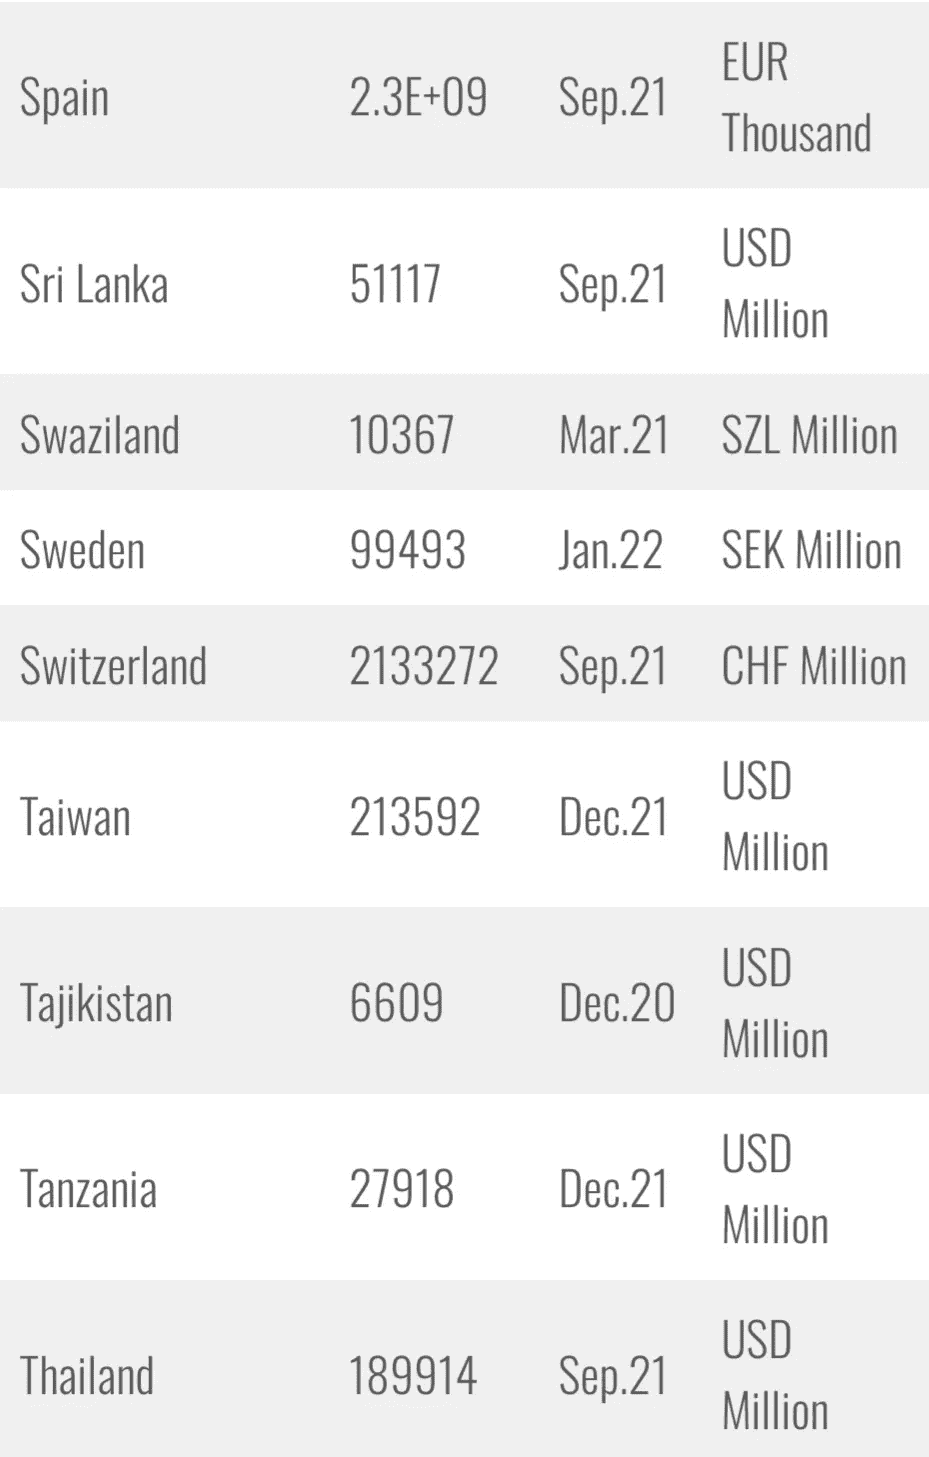 Spain 2.3E+09 Sep.21 EUR
Thousand
Sri Lanka 51117 Sep.21 USD
Million
Swaziland 10367 Mar.21 SZL Million
Sweden 99493 Jan.22 SEK Million
Switzerland 2133272 Sep.21 CHF Million
Taiwan 213592 Dec.21 USD
Million
Tajikistan 6609 Dec.20 USD
Million
Tanzania 27918 Dec.21 USD
Million
Thailand 189914 Sep.21 USD
Million